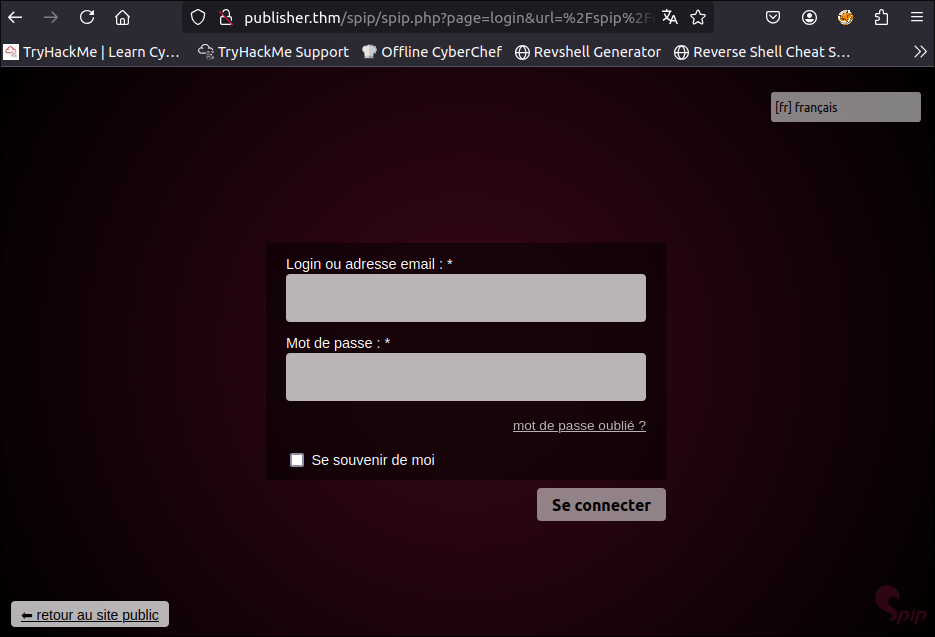 publisher.thm/spip/spip.php?page=login&url=%2Fspip%2F
TryHackMe | Learn Cy… TryHackMe Support Offline CyberChef Revshell Generator Reverse Shell Cheat S…
[fr] français
Login ou adresse email : *
Mot de passe : *
mot de passe oublié ?
Se souvenir de moi
Se connecter
⬅ retour au site public
Spip